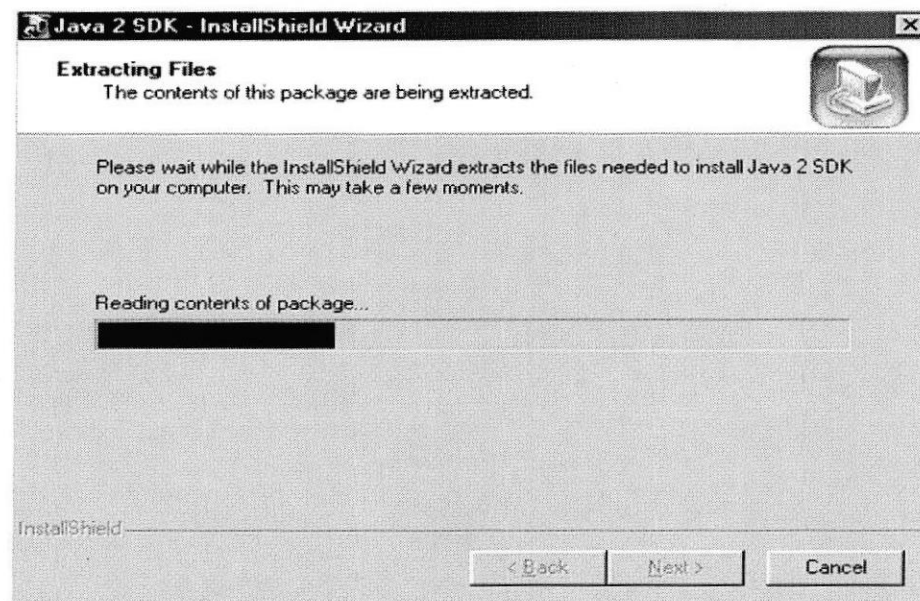 Java 2 SDK - InstallShield Wizard
Extracting Files
The contents of this package are being extracted.
Please wait while the InstallShield Wizard extracts the files needed to install Java 2 SDK
on your computer. This may take a few moments.
Reading contents of package...
InstallShield
< Back Next > Cancel